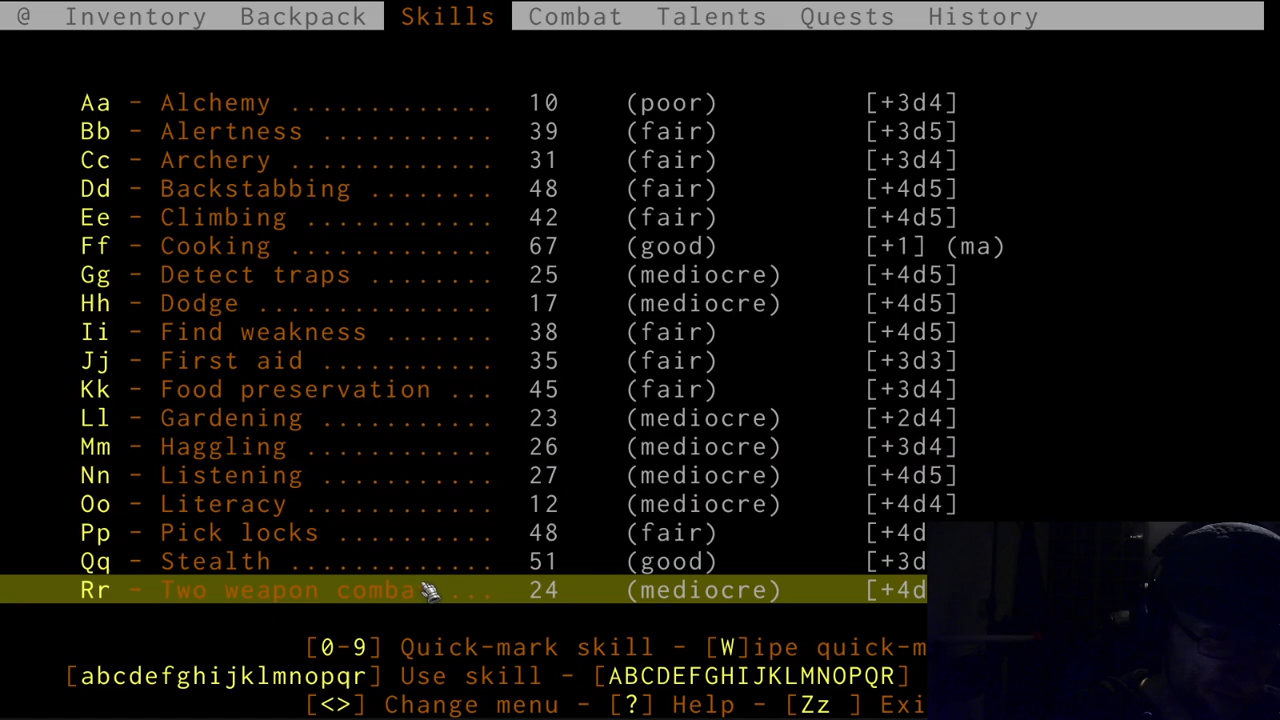 @ Inventory Backpack Skills Combat Talents Quests History
Aa - Alchemy ............. 10 (poor) [+3d4]
Bb - Alertness ........... 39 (fair) [+3d5]
Cc - Archery ............. 31 (fair) [+3d4]
Dd - Backstabbing ........ 48 (fair) [+4d5]
Ee - Climbing ............ 42 (fair) [+4d5]
Ff - Cooking ............. 67 (good) [+1] (ma)
Gg - Detect traps ........ 25 (mediocre) [+4d5]
Hh - Dodge ............... 17 (mediocre) [+4d5]
Ii - Find weakness ....... 38 (fair) [+4d5]
Jj - First aid ........... 35 (fair) [+3d3]
Kk - Food preservation ... 45 (fair) [+3d4]
Ll - Gardening ........... 23 (mediocre) [+2d4]
Mm - Haggling ............ 26 (mediocre) [+3d4]
Nn - Listening ........... 27 (mediocre) [+4d5]
Oo - Literacy ............ 12 (mediocre) [+4d4]
Pp - Pick locks .......... 48 (fair) [+4d
Qq - Stealth ............. 51 (good) [+3d
Rr - Two weapon comba ... 24 (mediocre) [+4d
[0-9] Quick-mark skill - [W]ipe quick-m
[abcdefghijklmnopqr] Use skill - [ABCDEFGHIJKLMNOPQR]
[<>] Change menu - [?] Help - [Zz ] Exi